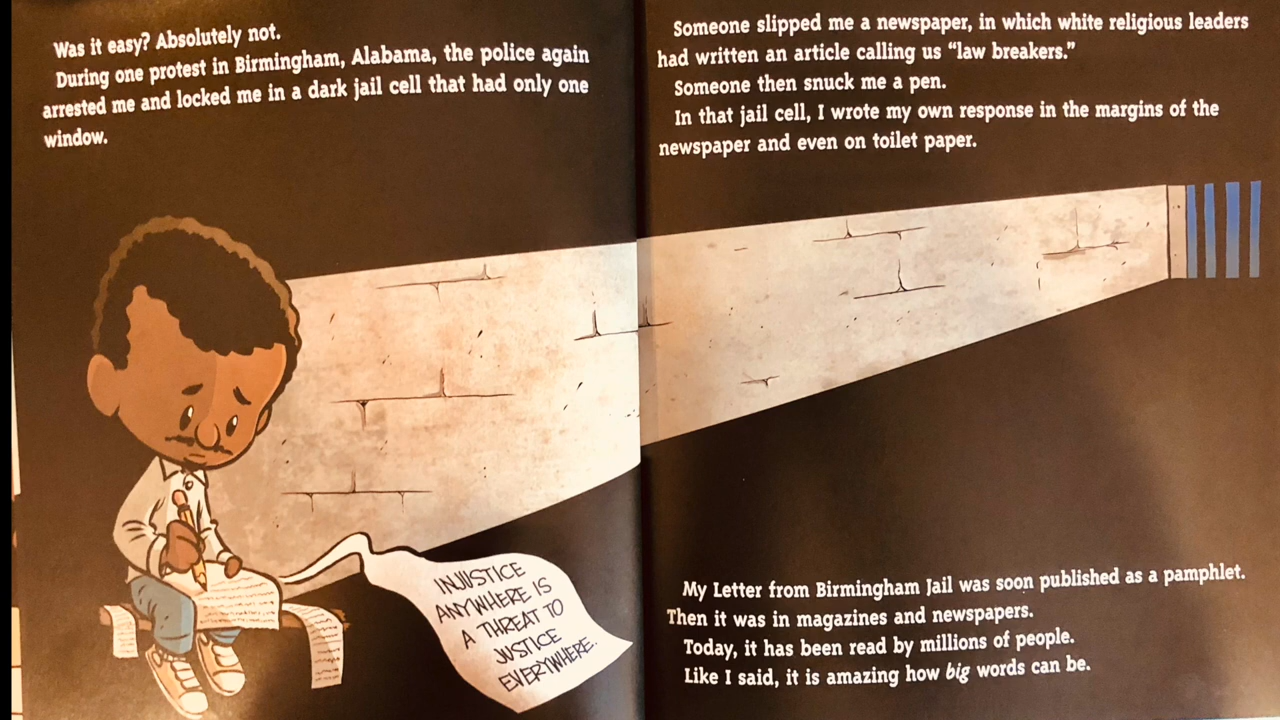 Was it easy? Absolutely not.
During one protest in Birmingham, Alabama, the police again
arrested me and locked me in a dark jail cell that had only one
window.
INJUSTICE
ANYWHERE IS
A THREAT TO
JUSTICE
EVERYWHERE.
Someone slipped me a newspaper, in which white religious leaders
had written an article calling us “law breakers.”
Someone then snuck me a pen.
In that jail cell, I wrote my own response in the margins of the
newspaper and even on toilet paper.
My Letter from Birmingham Jail was soon published as a pamphlet.
Then it was in magazines and newspapers.
Today, it has been read by millions of people.
Like I said, it is amazing how big words can be.